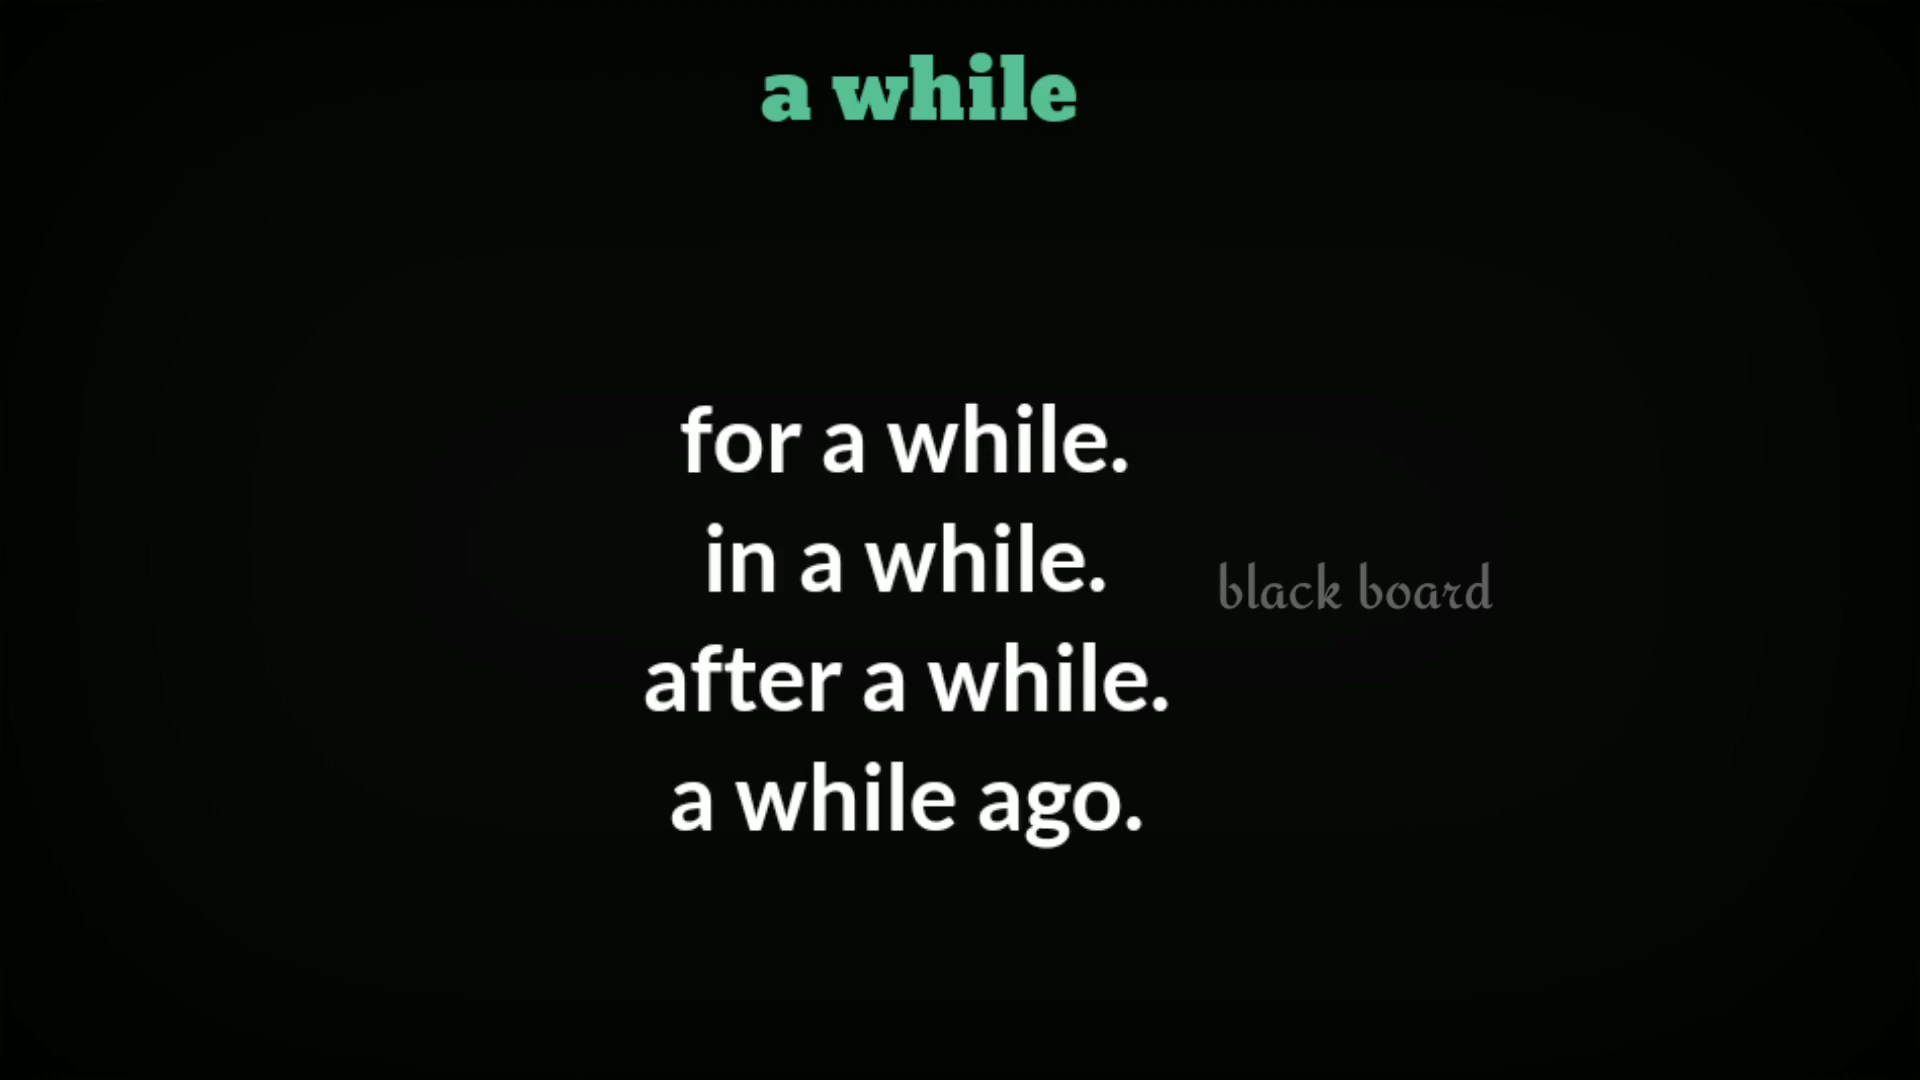 a while
for a while.
in a while.
black board
after a while.
a while ago.